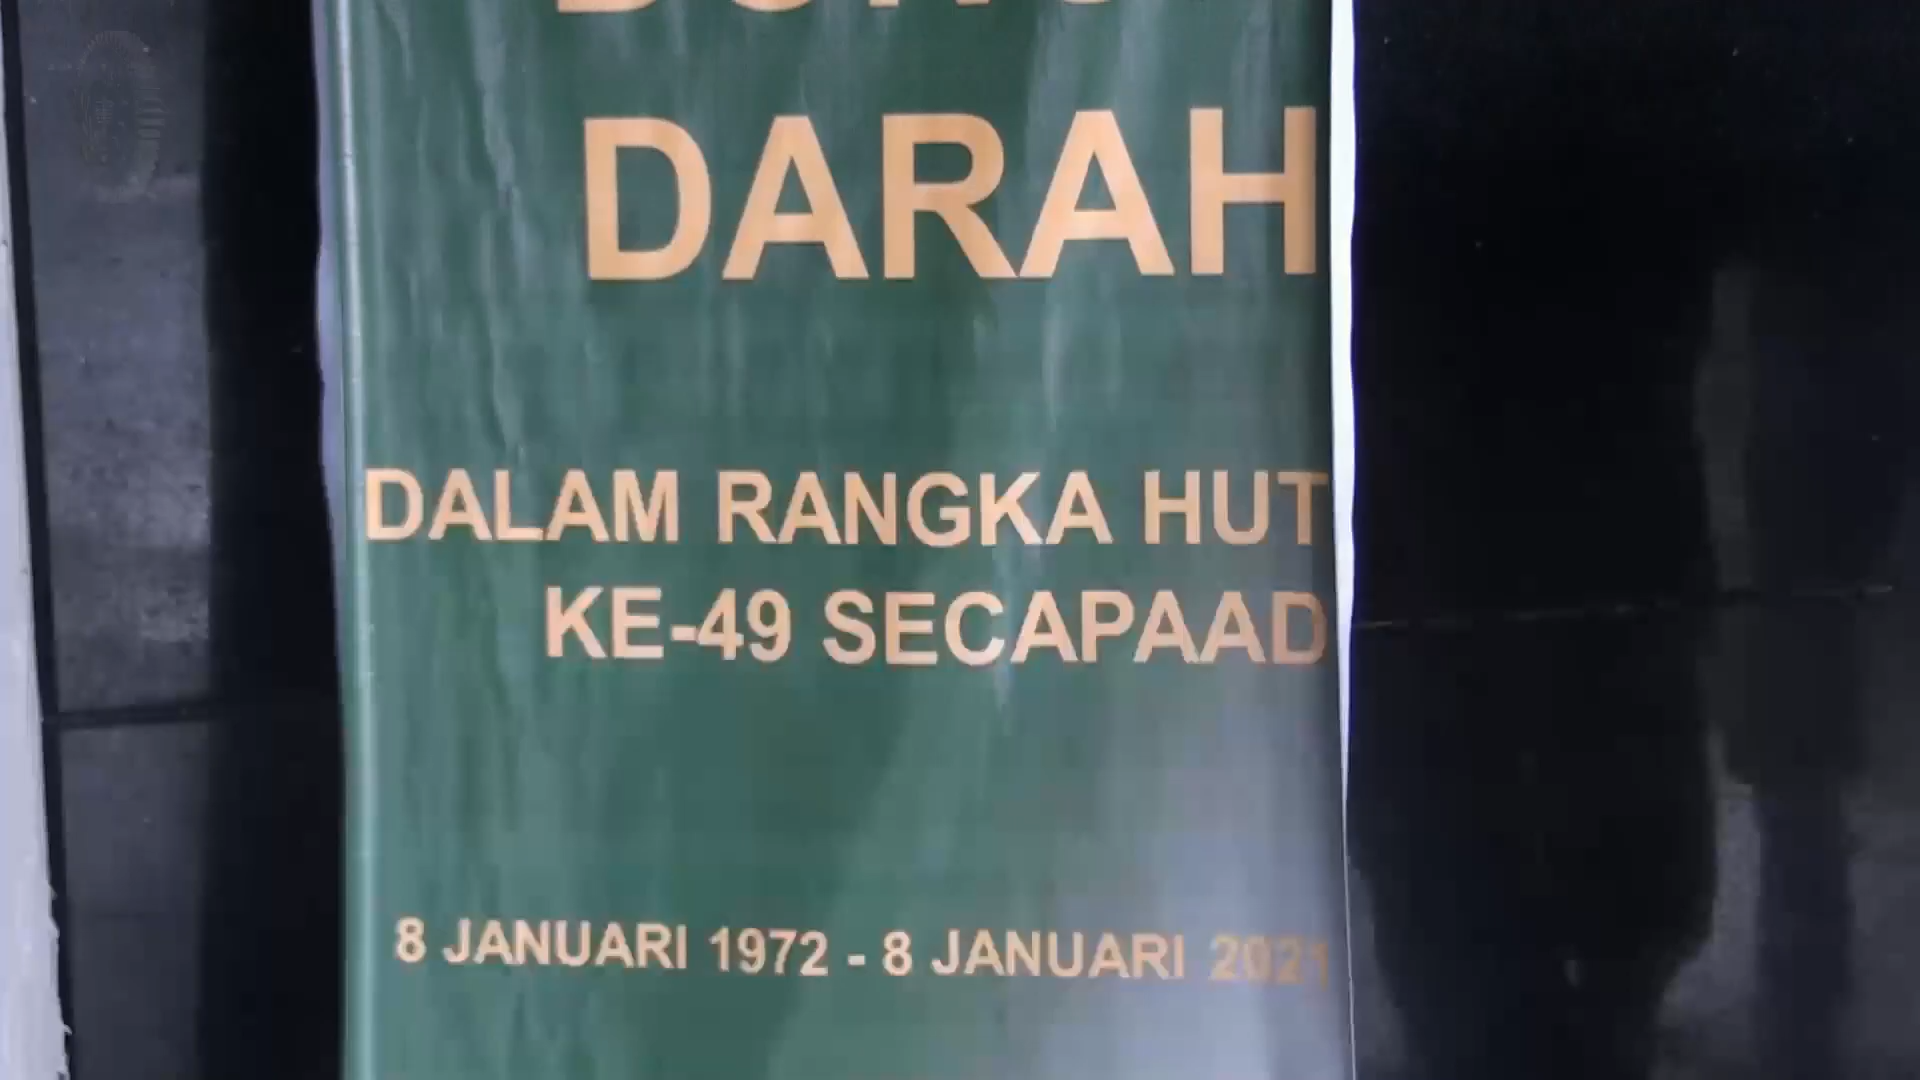 DARAH
DALAM RANGKA HUT
KE-49 SECAPAAD
8 JANUARI 1972 - 8 JANUARI 2021